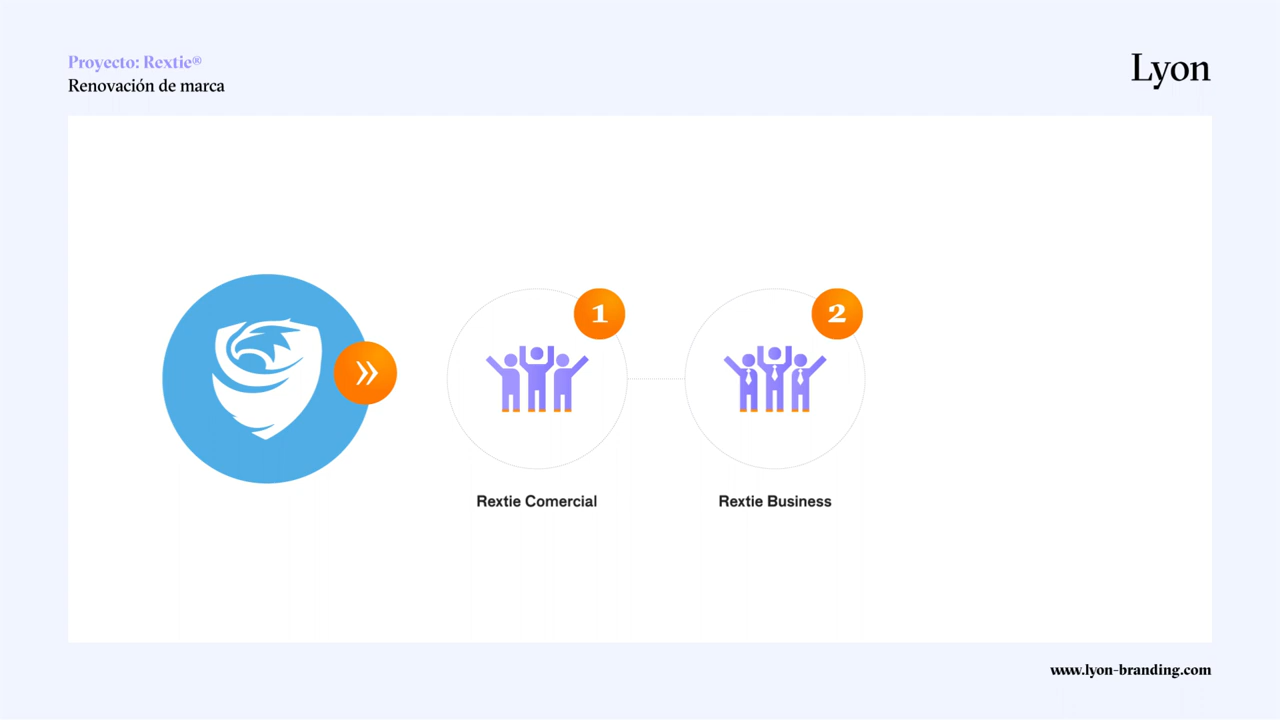 Proyecto: Rextie®
Renovación de marca
Lyon
»
1
2
Rextie Comercial
Rextie Business
www.lyon-branding.com